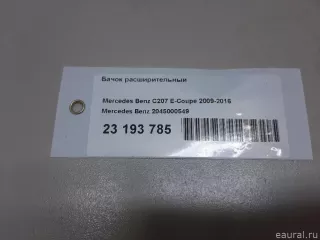 Бачок расширительный
Mercedes Benz C207 E-Coupe 2009-2016
Mercedes Benz 2045000549
23 193 785
eaural.ru